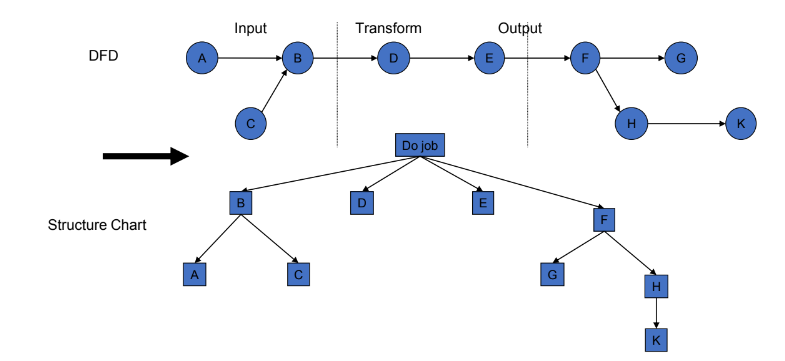 Input Transform Output
DFD A B D E F G
C H K
Do job
B D E F
Structure Chart
A C G H
K